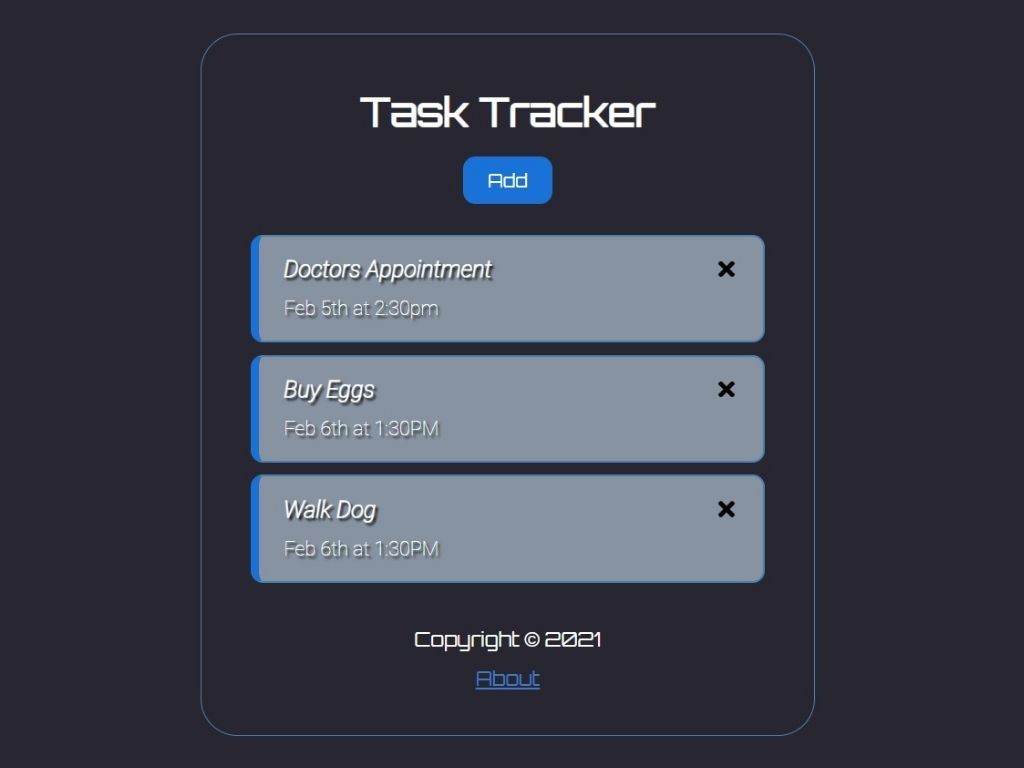 Task Tracker
Add
Doctors Appointment
Feb 5th at 2:30pm
Buy Eggs
Feb 6th at 1:30PM
Walk Dog
Feb 6th at 1:30PM
Copyright © 2021
About